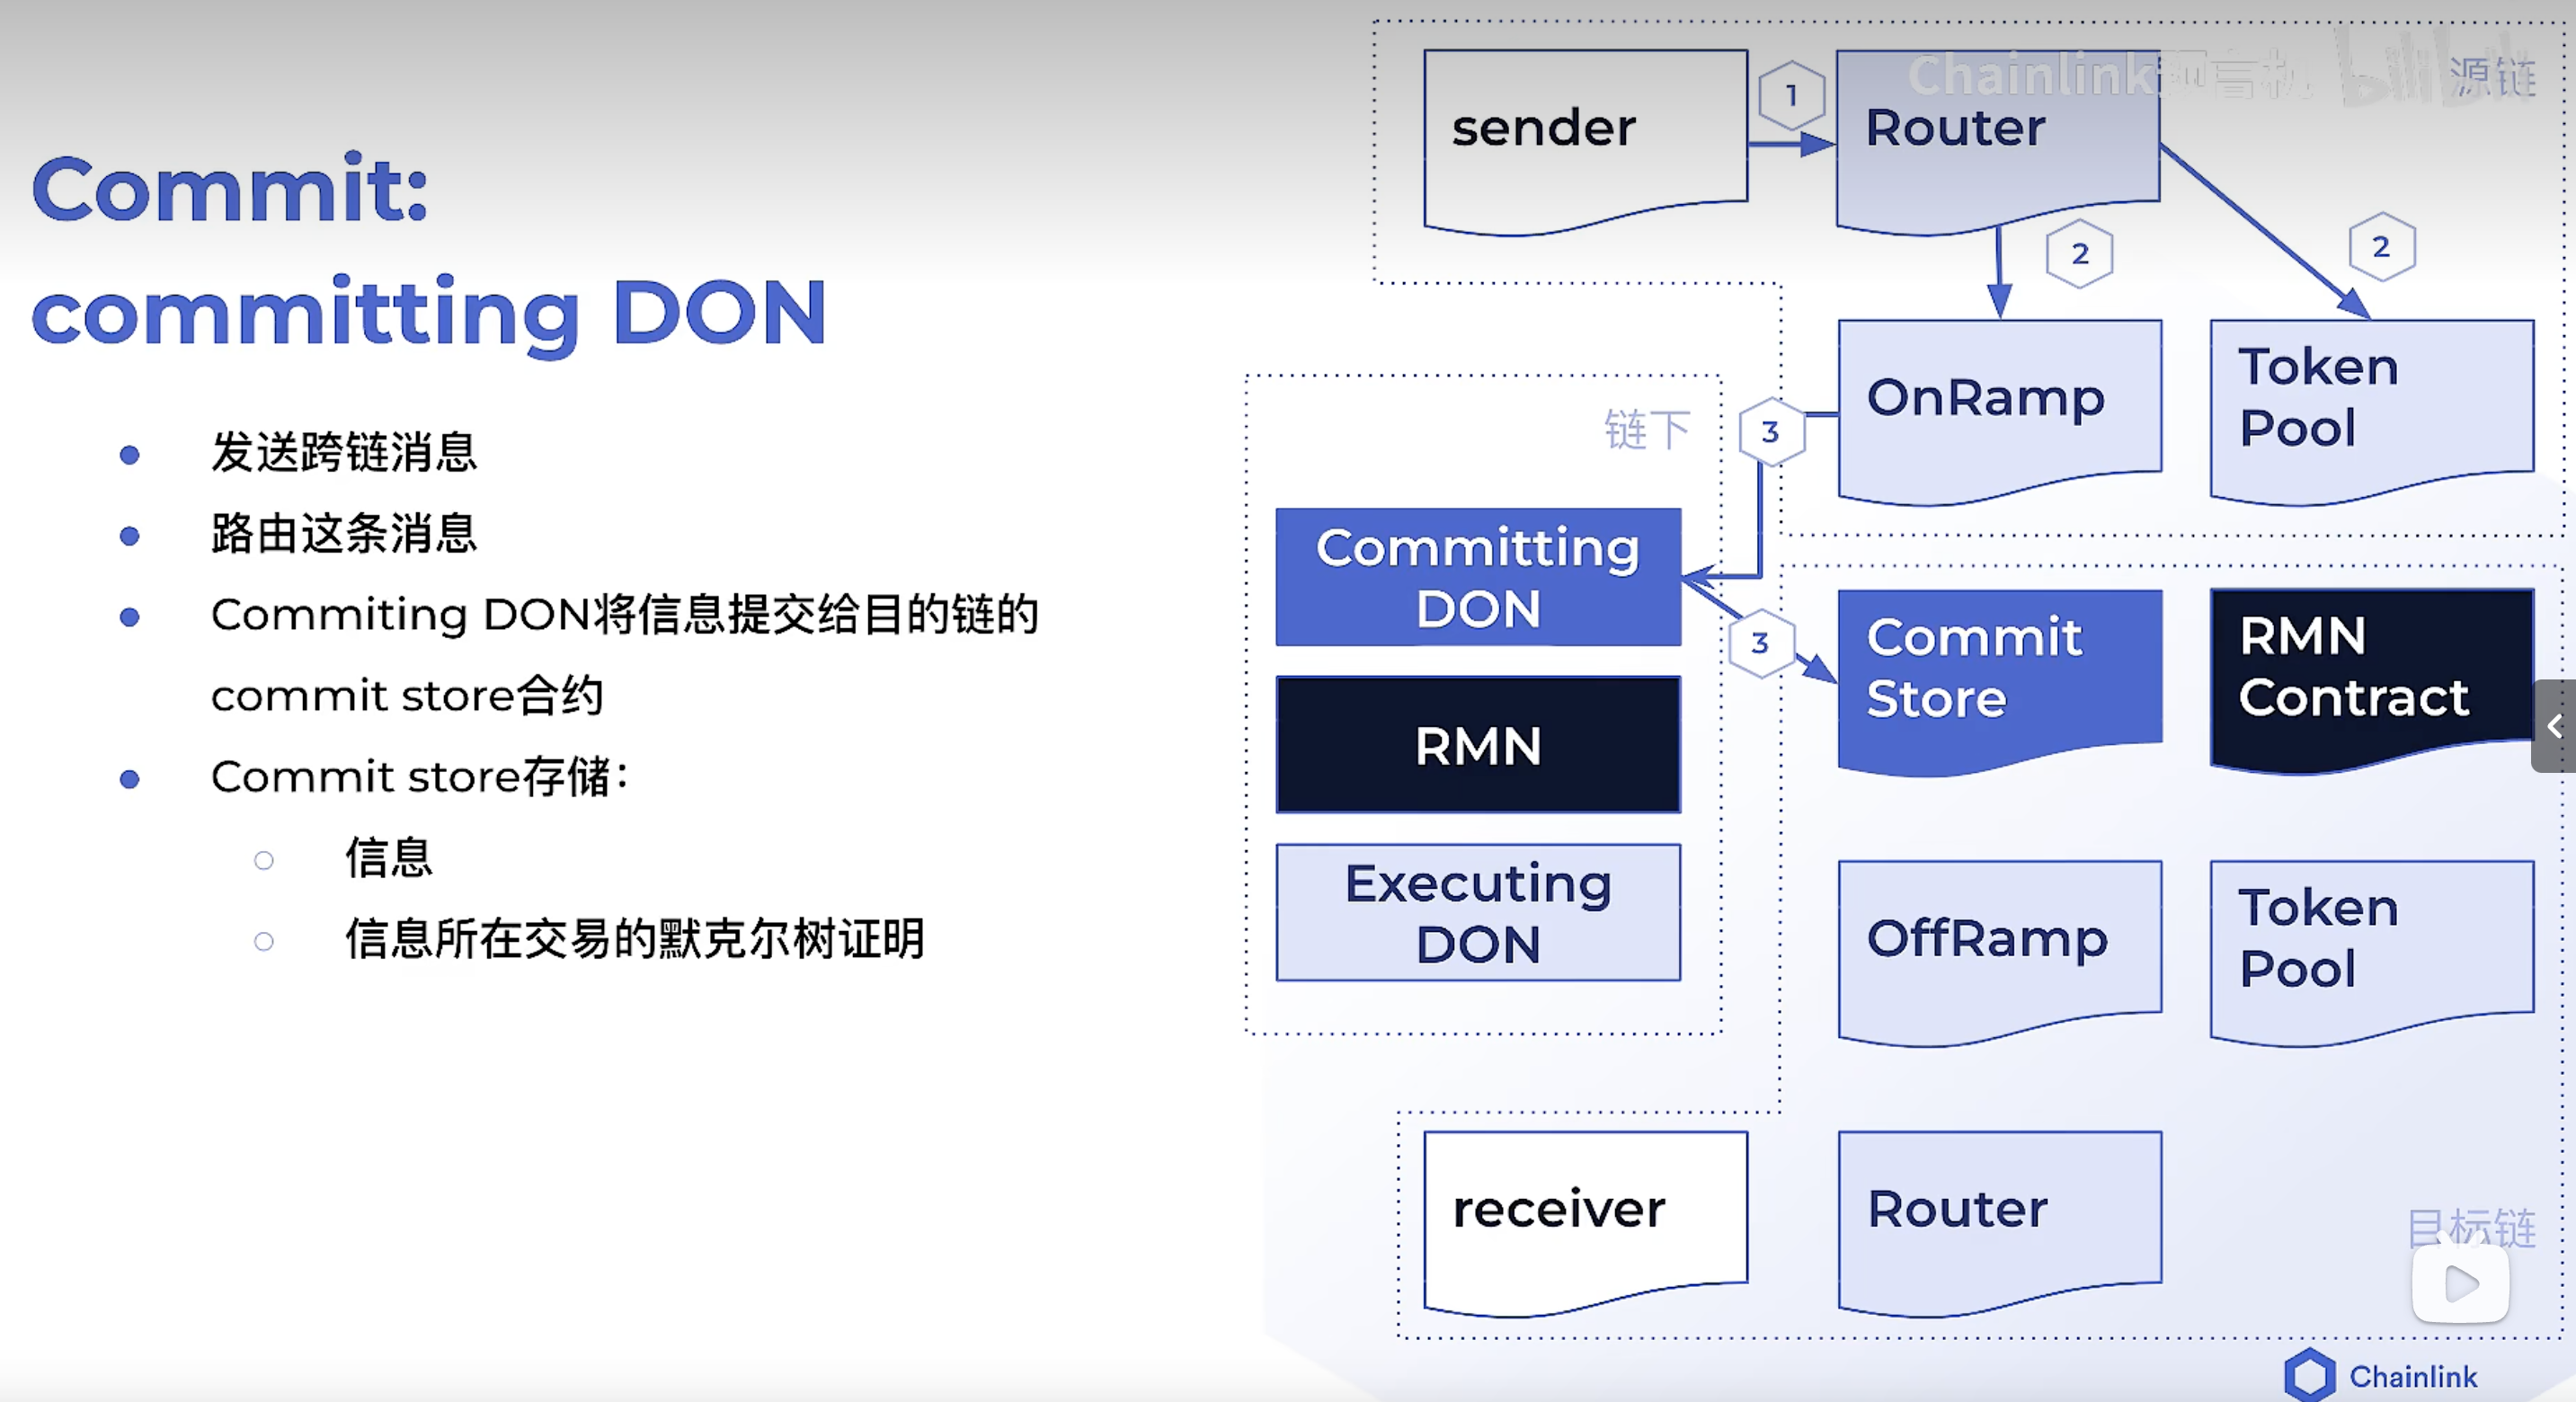 Commit:
committing DON
发送跨链消息
路由这条消息
Commiting DON将信息提交给目的链的
commit store合约
Commit store存储：
信息
信息所在交易的默克尔树证明
sender
1
Router
Chainlink预言机
bilibili
源链
2
2
OnRamp
Token
Pool
链下
3
Committing
DON
3
Commit
Store
RMN
Contract
RMN
Executing
DON
OffRamp
Token
Pool
receiver
Router
目标链
Chainlink